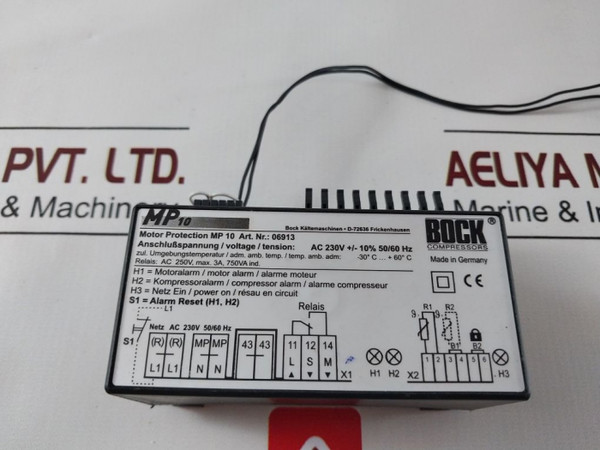 PVT. LTD.
& Machinery
AELIYA M
Marine & In
MP10
Motor Protection MP 10 Art. Nr.: 06913
Bock Kältemaschinen • D-72636 Frickenhausen
BOCK®
COMPRESSORS
Anschlußspannung / voltage / tension: AC 230V +/- 10% 50/60 Hz
zul. Umgebungstemperatur / adm. amb. temp./ temp. amb. adm: -30° C .... + 60° C
Relais: AC 250V, max. 3A, 750VA ind.
Made in Germany
CE
H1 = Motoralarm / motor alarm / alarme moteur
H2 = Kompressoralarm / compressor alarm / alarme compresseur
H3 = Netz Ein / power on / résau en circuit
S1 = Alarm Reset (H1, H2)
L1
Relais
S1
Netz AC 230V 50/60 Hz
(R) (R) MP MP 43 43 11 12 14
L1 L1 N N L S M X1
H1 H2
ϑ R1 ϑ R2
1 2 3 4 5 6
B1 B2
X2 H3